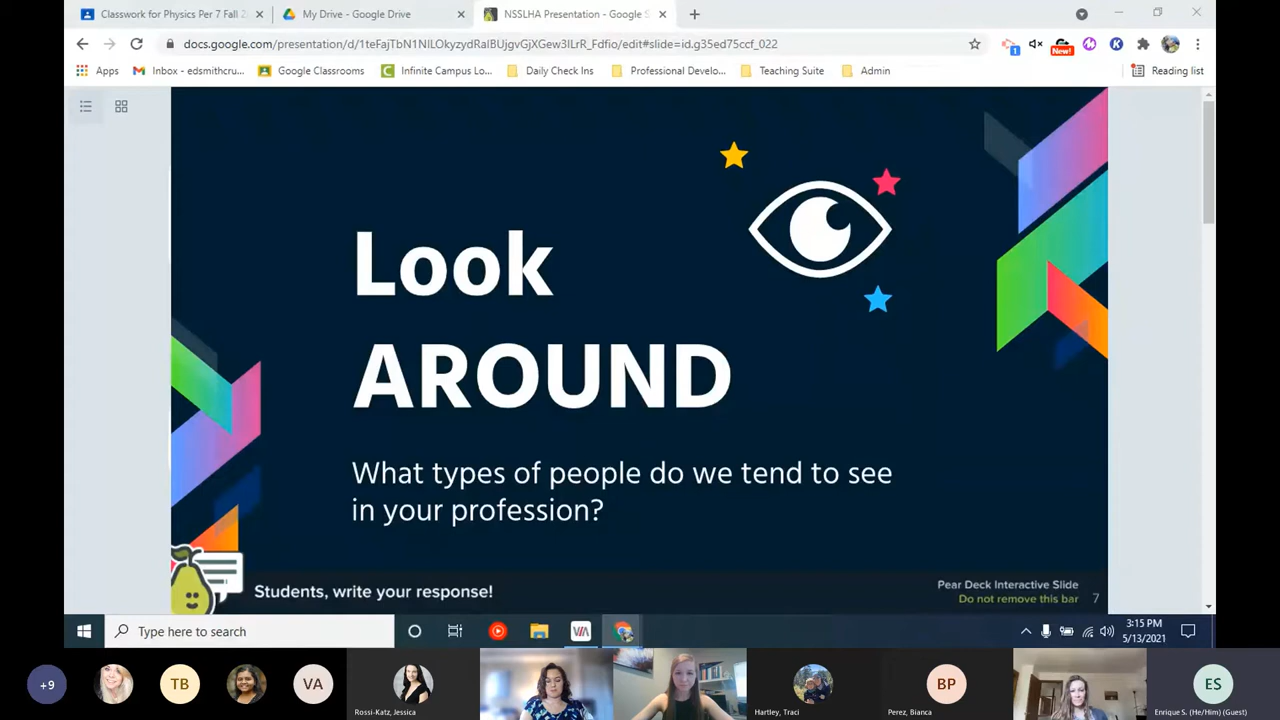 Classwork for Physics Per 7 Fall 2
My Drive - Google Drive
NSSLHA Presentation - Google S
docs.google.com/presentation/
/edit#slide=id.g35ed75ccf_022
1
New!
Apps
Inbox - edsmithcru...
Google Classrooms
Infinite Campus Lo...
Daily Check Ins
Professional Develo...
Teaching Suite
Admin
Reading list
Look
AROUND
What types of people do we tend to see
in your profession?
Students, write your response!
Pear Deck Interactive Slide
Do not remove this bar
7
Type here to search
VIA
3:15 PM
5/13/2021
+9
TB
VA
Rossi-Katz, Jessica
Hartley, Traci
BP
Perez, Bianca
ES
Enrique S. (He/Him) (Guest)